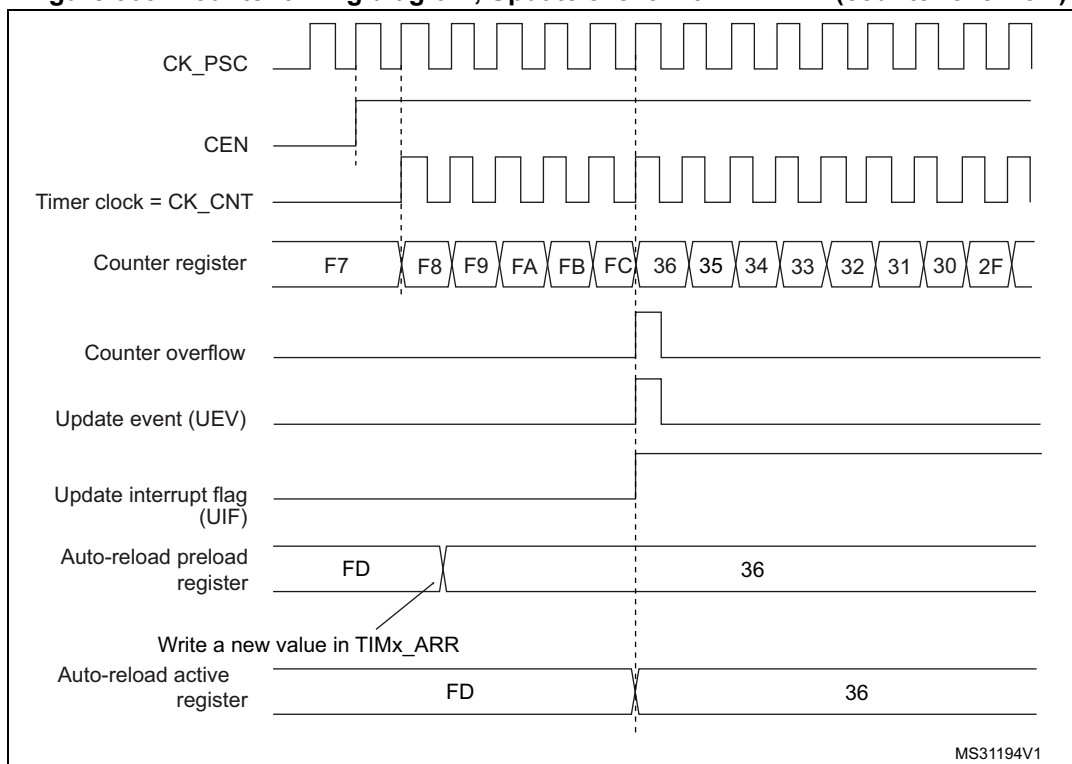 CK_PSC
CEN
Timer clock = CK_CNT
Counter register F7 F8 F9 FA FB FC 36 35 34 33 32 31 30 2F
Counter overflow
Update event (UEV)
Update interrupt flag
(UIF)
Auto-reload preload
register
FD 36
Write a new value in TIMx_ARR
Auto-reload active
register
FD 36
MS31194V1